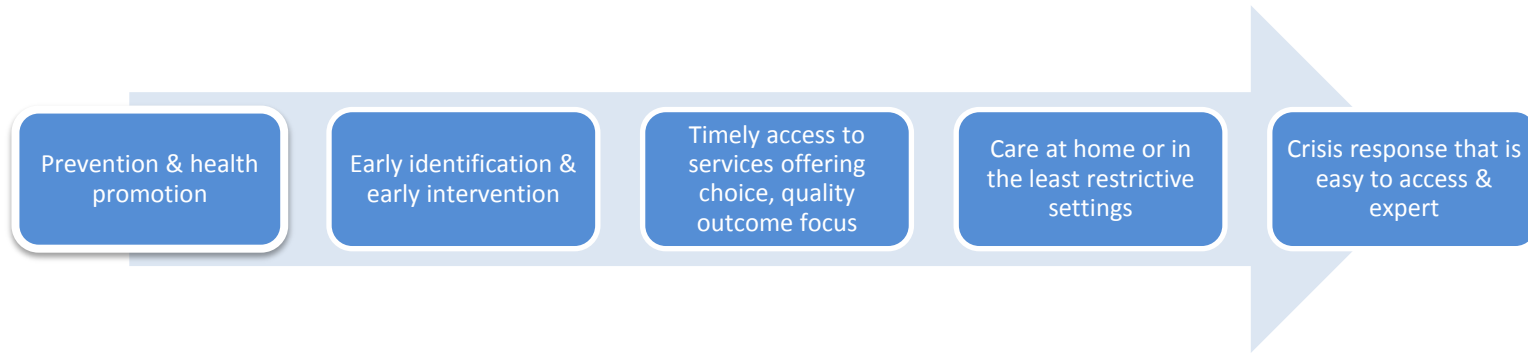 Prevention & health
promotion
Early identification &
early intervention
Timely access to
services offering
choice, quality
outcome focus
Care at home or in
the least restrictive
settings
Crisis response that is
easy to access &
expert